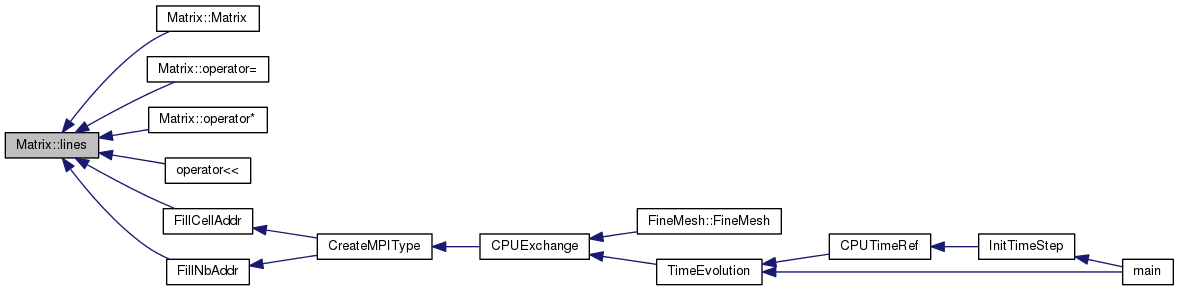 Matrix::Matrix
Matrix::operator=
Matrix::operator*
Matrix::lines
operator<<
FillCellAddr
FineMesh::FineMesh
CreateMPIType
CPUExchange
CPUTimeRef
InitTimeStep
FillNbAddr
TimeEvolution
main